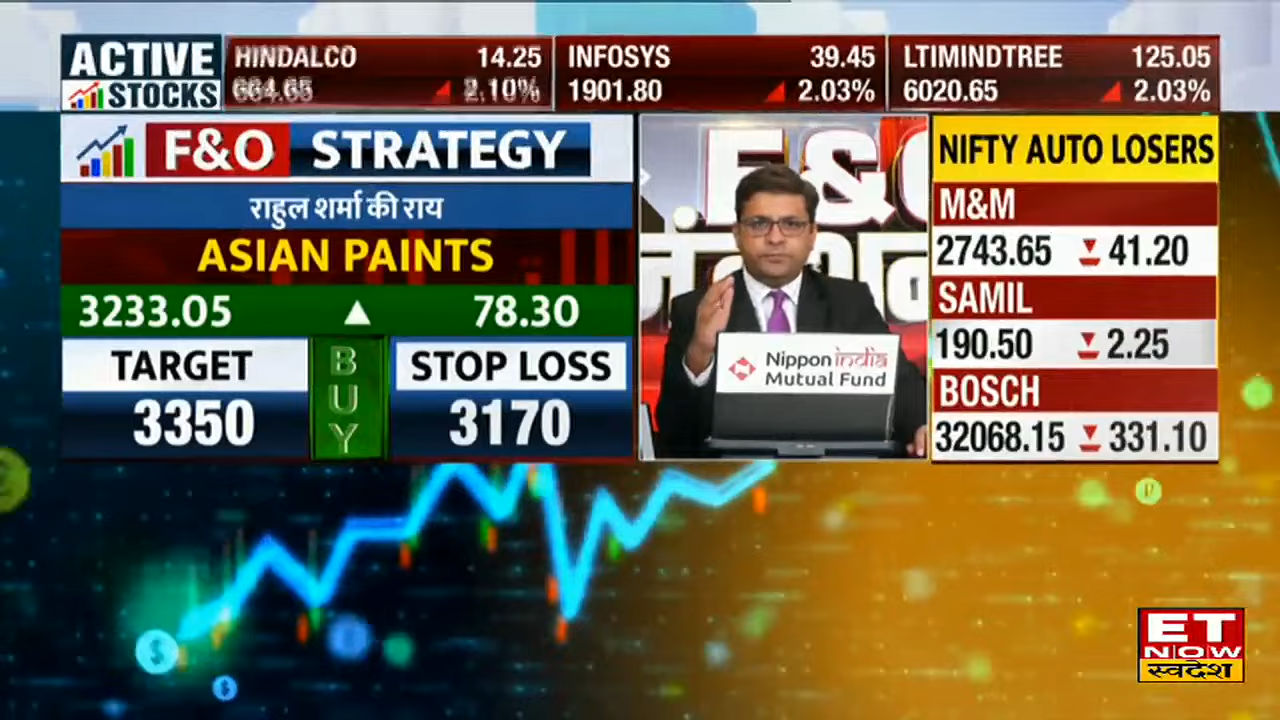 ACTIVE STOCKS
HINDALCO 14.25
664.65 2.10%
INFOSYS 39.45
1901.80 2.03%
LTIMINDTREE 125.05
6020.65 2.03%
F&O STRATEGY
राहुल शर्मा की राय
ASIAN PAINTS
3233.05 78.30
TARGET
3350
BUY
STOP LOSS
3170
F&O
Nippon india
Mutual Fund
NIFTY AUTO LOSERS
M&M
2743.65 41.20
SAMIL
190.50 2.25
BOSCH
32068.15 331.10
ET
NOW
स्वदेश